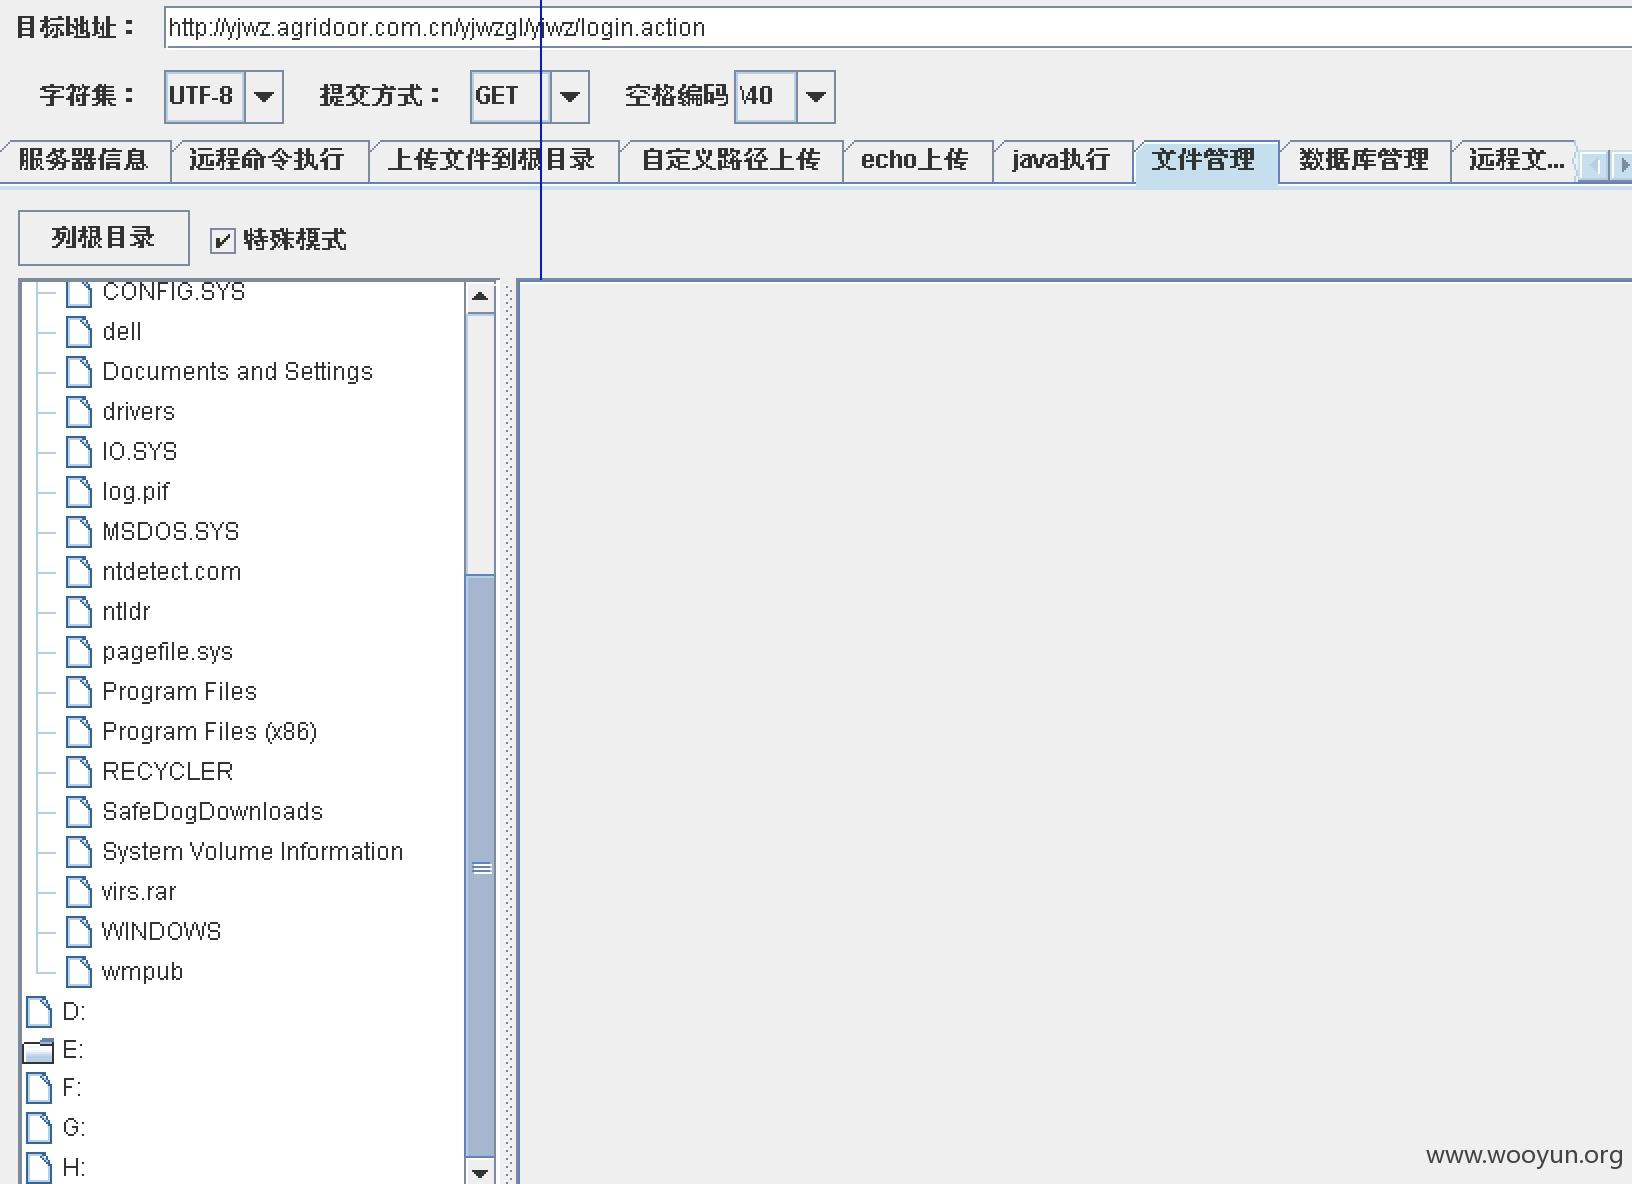 目标地址： http://yjwz.agridoor.com.cn/yjwzgl/yjwz/login.action
字符集： UTF-8 提交方式： GET 空格编码 \40
服务器信息 远程命令执行 上传文件到根目录 自定义路径上传 echo上传 java执行 文件管理 数据库管理 远程文...
列根目录 特殊模式
CONFIG.SYS
dell
Documents and Settings
drivers
IO.SYS
log.pif
MSDOS.SYS
ntdetect.com
ntldr
pagefile.sys
Program Files
Program Files (x86)
RECYCLER
SafeDogDownloads
System Volume Information
virs.rar
WINDOWS
wmpub
D:
E:
F:
G:
H:
www.wooyun.org